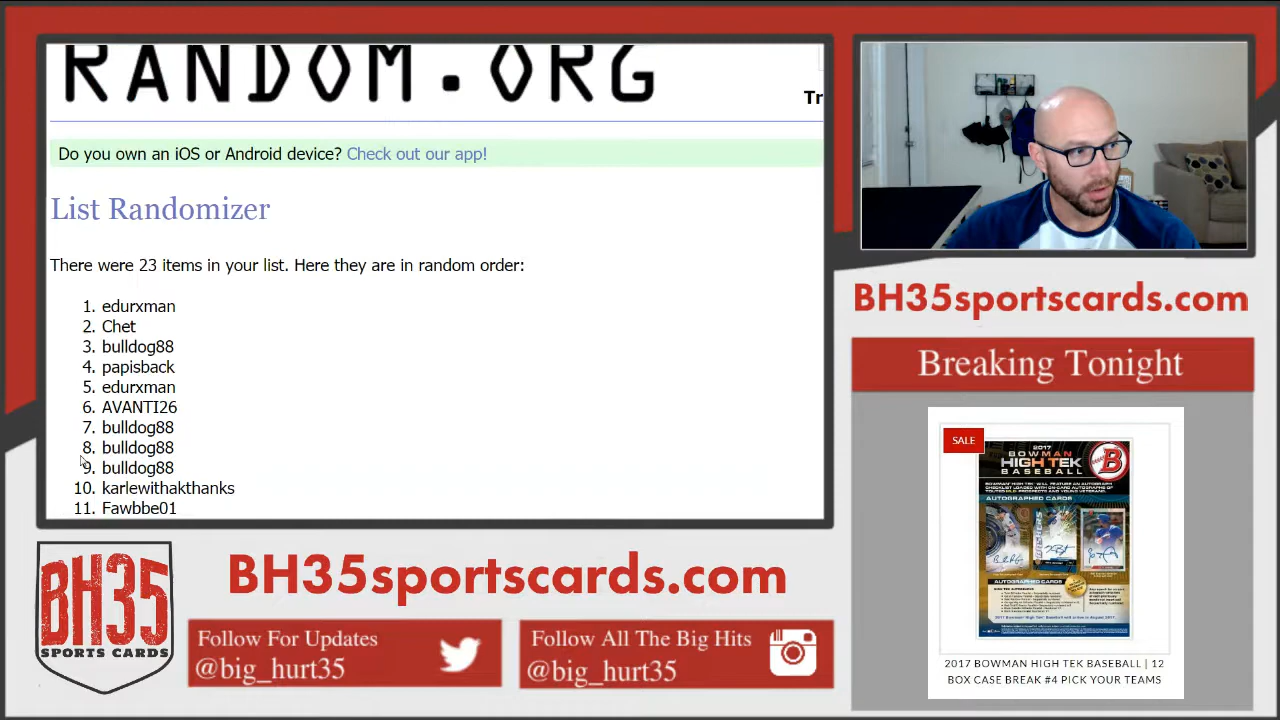 RANDOM.ORG
Tr
Do you own an iOS or Android device? Check out our app!
List Randomizer
There were 23 items in your list. Here they are in random order:
1. edurxman
2. Chet
3. bulldog88
4. papisback
5. edurxman
6. AVANTI26
7. bulldog88
8. bulldog88
9. bulldog88
10. karlewithakthanks
11. Fawbbe01
BH35sportscards.com
Breaking Tonight
SALE
2017
BOWMAN
HIGH TEK
BASEBALL
B
AUTOGRAPHED CARDS
AUTOGRAPHED CARDS
2017 BOWMAN HIGH TEK BASEBALL | 12
BOX CASE BREAK #4 PICK YOUR TEAMS
BH35
SPORTS CARDS
BH35sportscards.com
Follow For Updates
@big_hurt35
Follow All The Big Hits
@big_hurt35